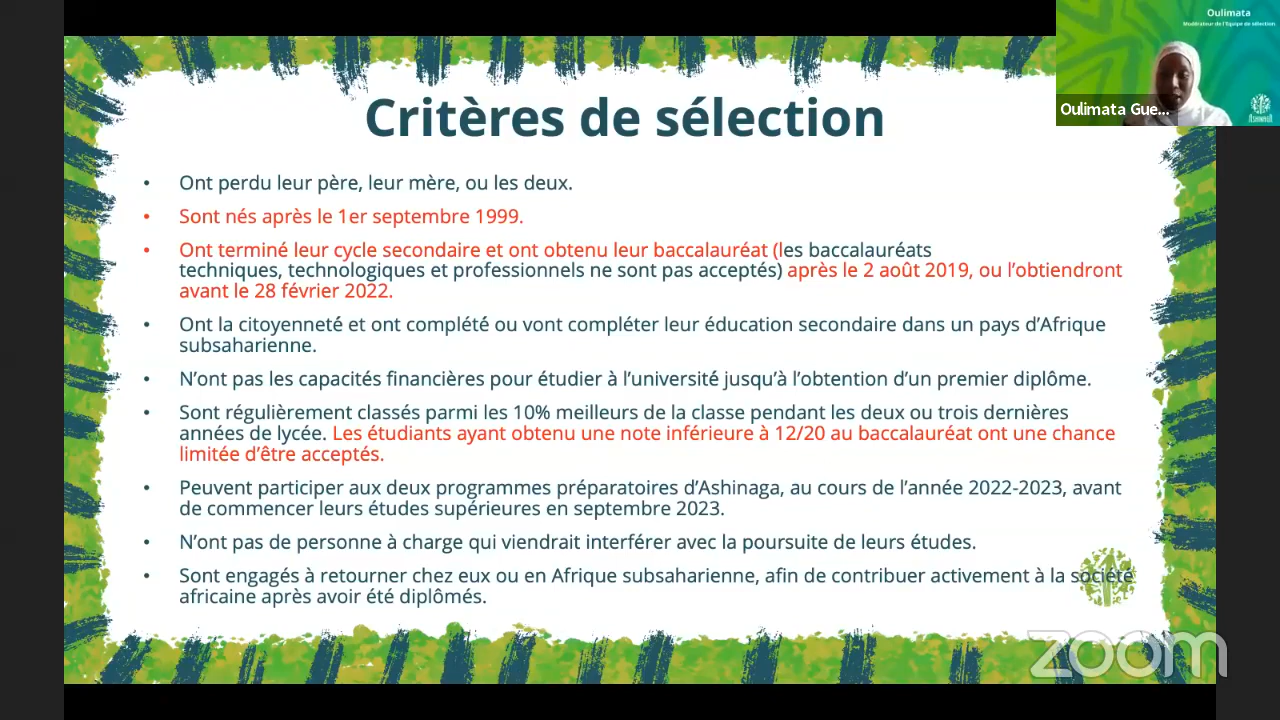 Oulimata
Modérateur de l'Equipe de sélection
ASHINAGA
Oulimata Gue...
Critères de sélection
• Ont perdu leur père, leur mère, ou les deux.
• Sont nés après le 1er septembre 1999.
• Ont terminé leur cycle secondaire et ont obtenu leur baccalauréat (les baccalauréats
techniques, technologiques et professionnels ne sont pas acceptés) après le 2 août 2019, ou l'obtiendront
avant le 28 février 2022.
• Ont la citoyenneté et ont complété ou vont compléter leur éducation secondaire dans un pays d'Afrique
subsaharienne.
• N'ont pas les capacités financières pour étudier à l'université jusqu'à l'obtention d'un premier diplôme.
• Sont régulièrement classés parmi les 10% meilleurs de la classe pendant les deux ou trois dernières
années de lycée. Les étudiants ayant obtenu une note inférieure à 12/20 au baccalauréat ont une chance
limitée d'être acceptés.
• Peuvent participer aux deux programmes préparatoires d'Ashinaga, au cours de l'année 2022-2023, avant
de commencer leurs études supérieures en septembre 2023.
• N'ont pas de personne à charge qui viendrait interférer avec la poursuite de leurs études.
• Sont engagés à retourner chez eux ou en Afrique subsaharienne, afin de contribuer activement à la société
africaine après avoir été diplômés.
zoom